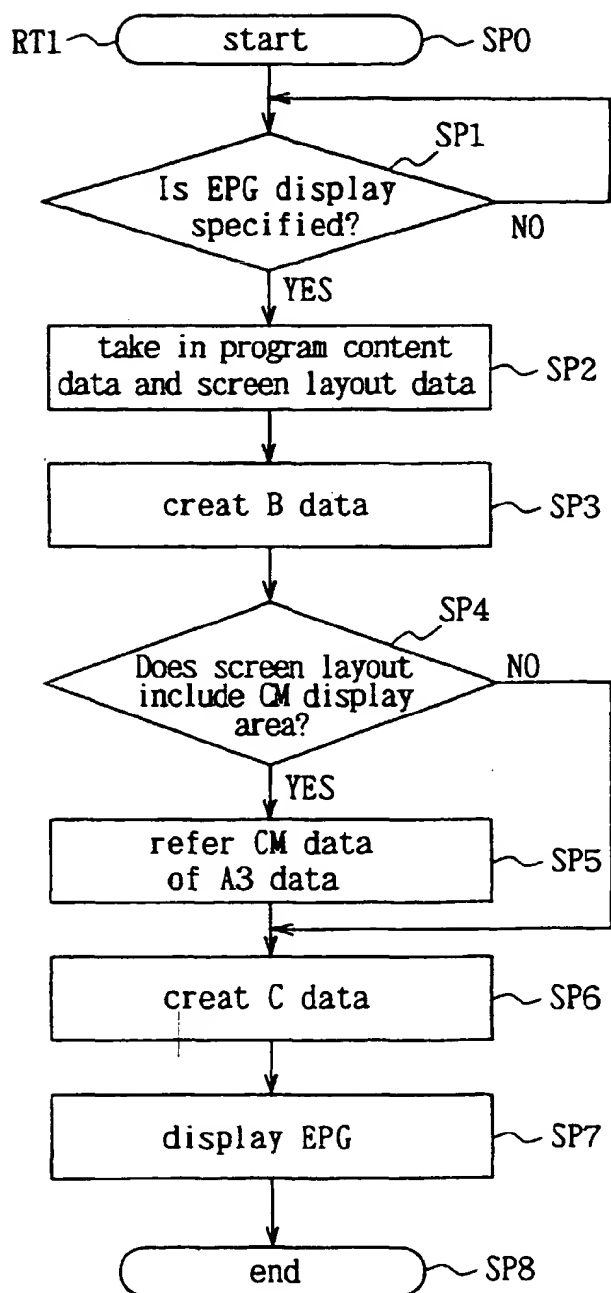 RT1
start
SP0
SP1
Is EPG display
specified?
NO
YES
take in program content
data and screen layout data
SP2
creat B data
SP3
SP4
Does screen layout
include CM display
area?
NO
YES
refer CM data
of A3 data
SP5
creat C data
SP6
display EPG
SP7
end
SP8